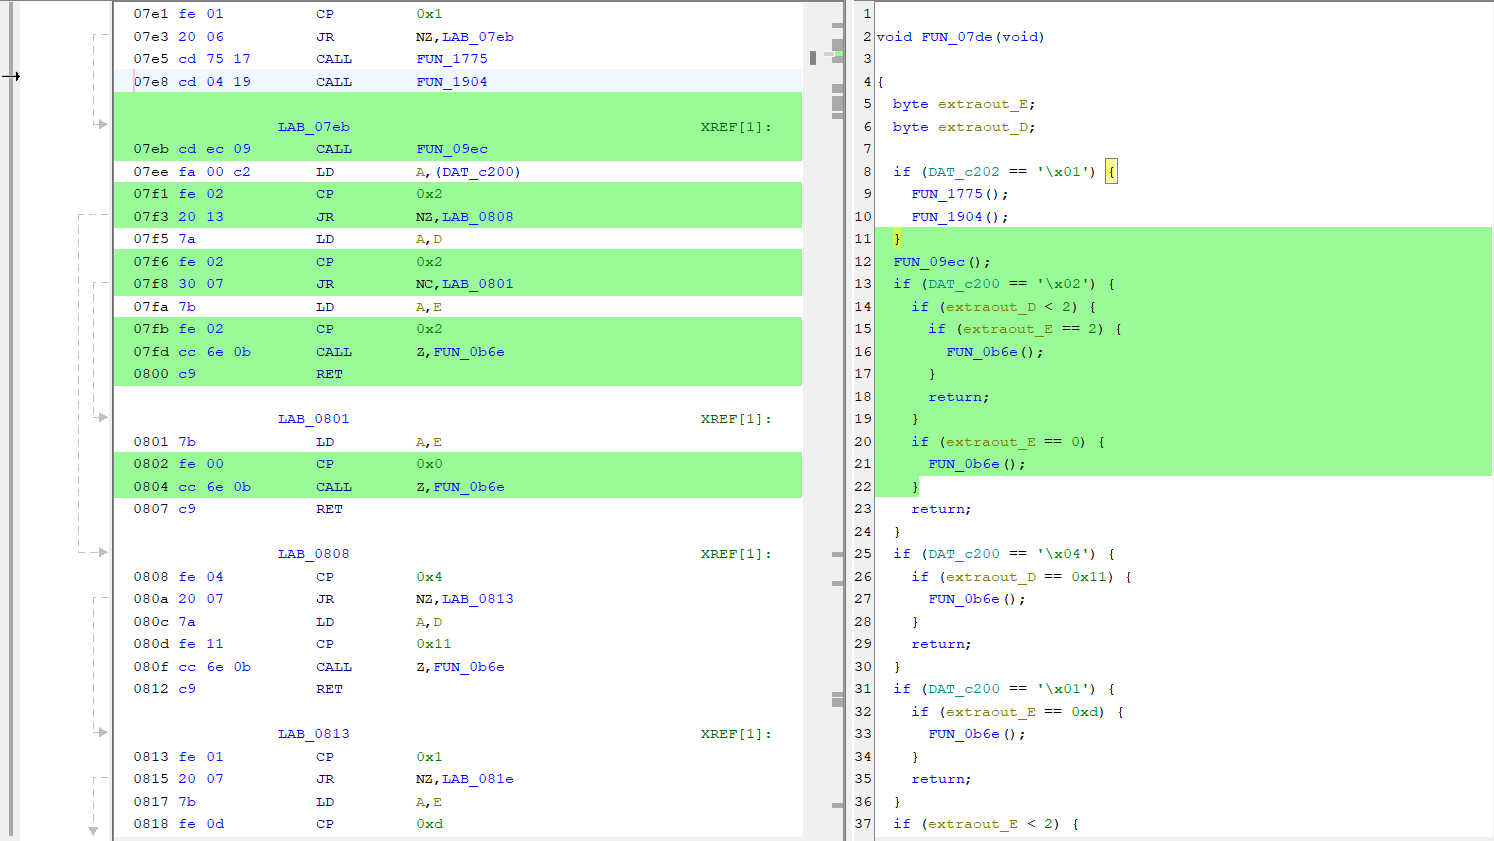 07e1 fe 01 CP 0x1
07e3 20 06 JR NZ,LAB_07eb
07e5 cd 75 17 CALL FUN_1775
07e8 cd 04 19 CALL FUN_1904
LAB_07eb XREF[1]:
07eb cd ec 09 CALL FUN_09ec
07ee fa 00 c2 LD A,(DAT_c200)
07f1 fe 02 CP 0x2
07f3 20 13 JR NZ,LAB_0808
07f5 7a LD A,D
07f6 fe 02 CP 0x2
07f8 30 07 JR NC,LAB_0801
07fa 7b LD A,E
07fb fe 02 CP 0x2
07fd cc 6e 0b CALL Z,FUN_0b6e
0800 c9 RET
LAB_0801 XREF[1]:
0801 7b LD A,E
0802 fe 00 CP 0x0
0804 cc 6e 0b CALL Z,FUN_0b6e
0807 c9 RET
LAB_0808 XREF[1]:
0808 fe 04 CP 0x4
080a 20 07 JR NZ,LAB_0813
080c 7a LD A,D
080d fe 11 CP 0x11
080f cc 6e 0b CALL Z,FUN_0b6e
0812 c9 RET
LAB_0813 XREF[1]:
0813 fe 01 CP 0x1
0815 20 07 JR NZ,LAB_081e
0817 7b LD A,E
0818 fe 0d CP 0xd
1
2 void FUN_07de(void)
3
4 {
5 byte extraout_E;
6 byte extraout_D;
7
8 if (DAT_c202 == '\x01') {
9 FUN_1775();
10 FUN_1904();
11 }
12 FUN_09ec();
13 if (DAT_c200 == '\x02') {
14 if (extraout_D < 2) {
15 if (extraout_E == 2) {
16 FUN_0b6e();
17 }
18 return;
19 }
20 if (extraout_E == 0) {
21 FUN_0b6e();
22 }
23 return;
24 }
25 if (DAT_c200 == '\x04') {
26 if (extraout_D == 0x11) {
27 FUN_0b6e();
28 }
29 return;
30 }
31 if (DAT_c200 == '\x01') {
32 if (extraout_E == 0xd) {
33 FUN_0b6e();
34 }
35 return;
36 }
37 if (extraout_E < 2) {